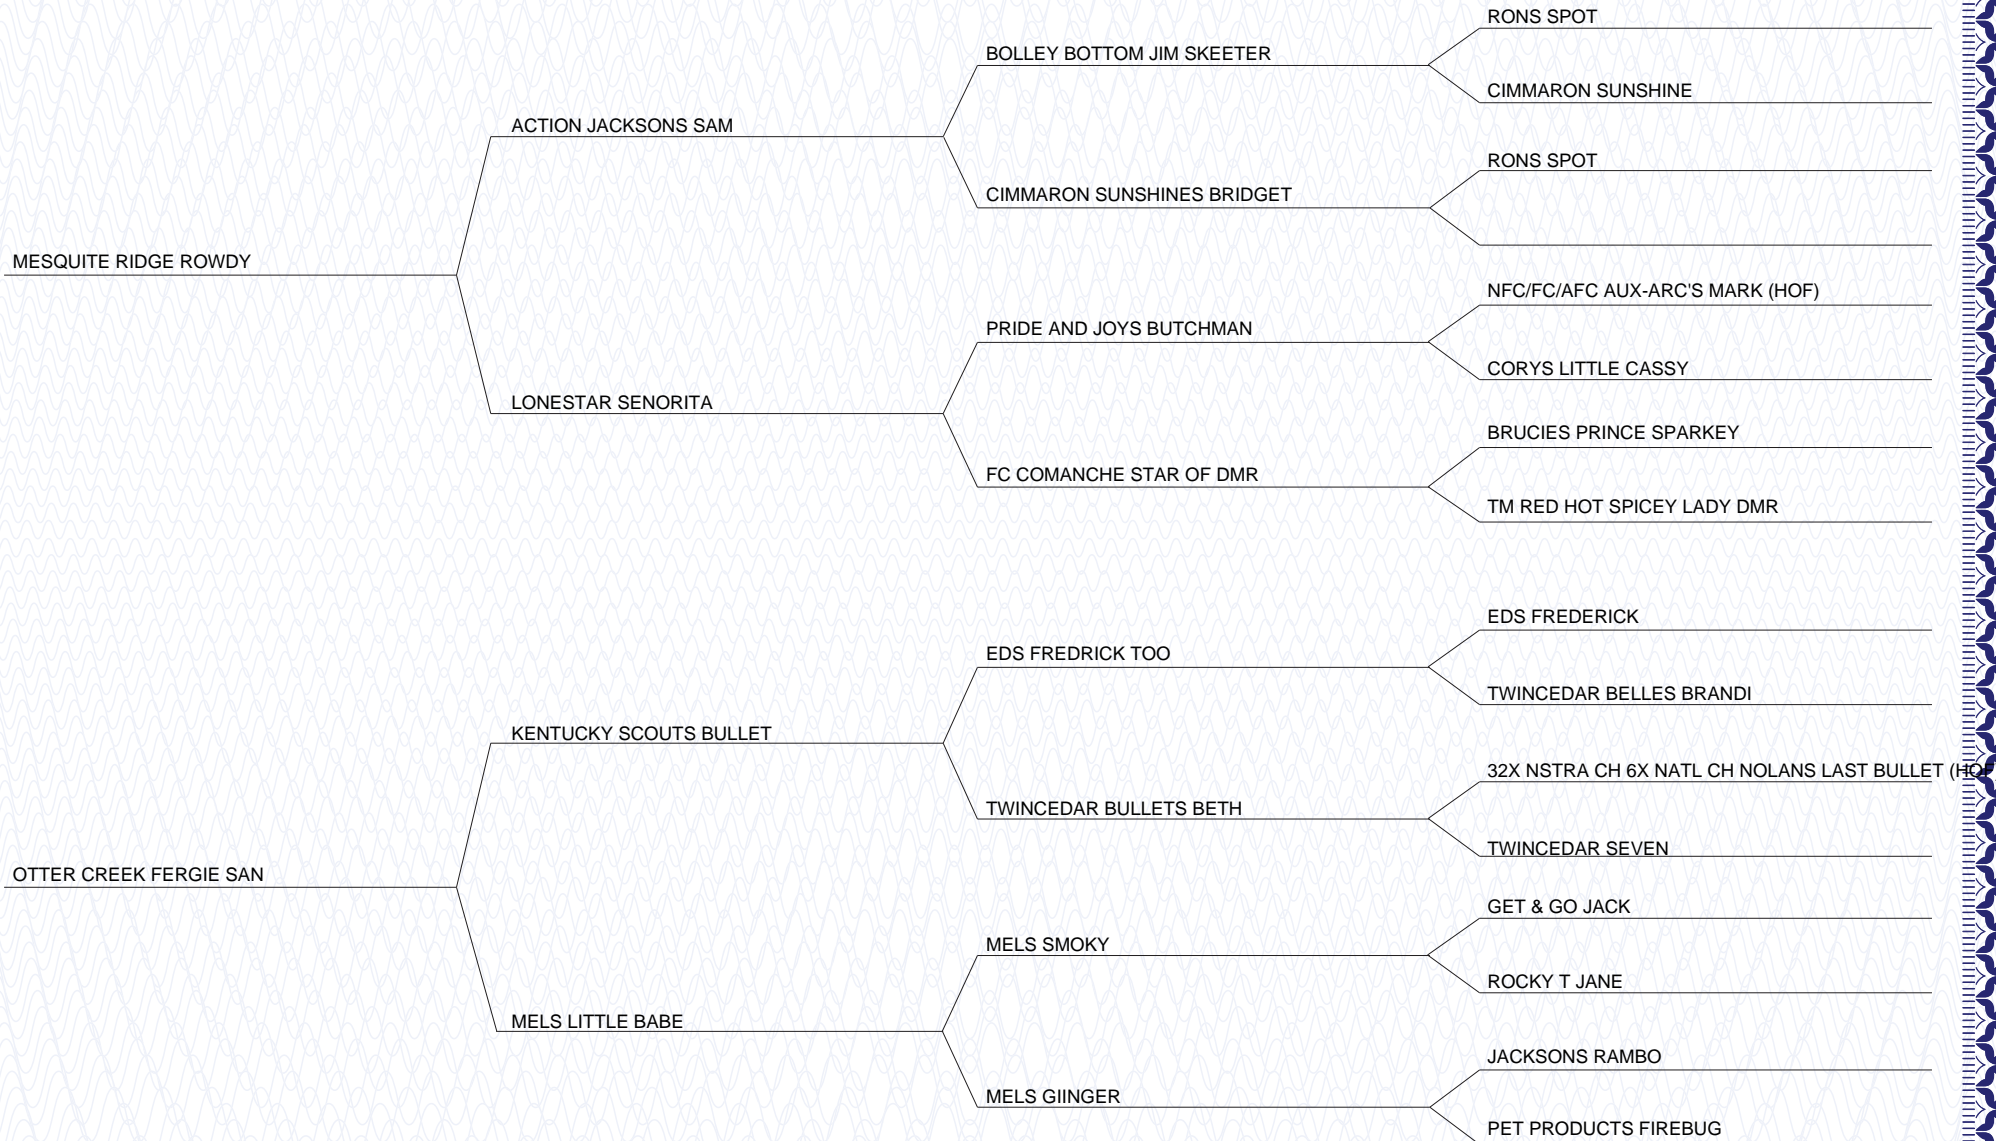 RONS SPOT
BOLLEY BOTTOM JIM SKEETER
CIMMARON SUNSHINE
ACTION JACKSONS SAM
RONS SPOT
CIMMARON SUNSHINES BRIDGET
MESQUITE RIDGE ROWDY
NFC/FC/AFC AUX-ARC'S MARK (HOF)
PRIDE AND JOYS BUTCHMAN
CORYS LITTLE CASSY
LONESTAR SENORITA
BRUCIES PRINCE SPARKEY
FC COMANCHE STAR OF DMR
TM RED HOT SPICEY LADY DMR
EDS FREDERICK
EDS FREDRICK TOO
TWINCEDAR BELLES BRANDI
KENTUCKY SCOUTS BULLET
32X NSTRA CH 6X NATL CH NOLANS LAST BULLET (HOF
TWINCEDAR BULLETS BETH
TWINCEDAR SEVEN
OTTER CREEK FERGIE SAN
GET & GO JACK
MELS SMOKY
ROCKY T JANE
MELS LITTLE BABE
JACKSONS RAMBO
MELS GIINGER
PET PRODUCTS FIREBUG